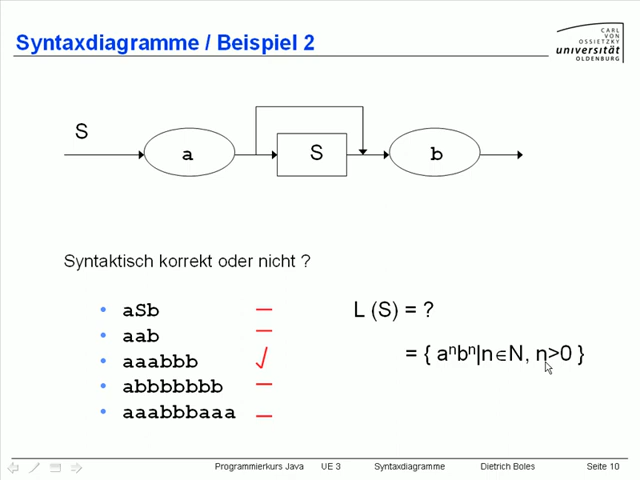 Syntaxdiagramme / Beispiel 2
CARL
VON
OSSIETZKY
universität
OLDENBURG
S
a
S
b
Syntaktisch korrekt oder nicht ?
• aSb
• aab
• aaabbb
• abbbbbbb
• aaabbbaaa
L (S) = ?
= { aⁿbⁿ|n∈N, n>0 }
Programmierkurs Java UE 3 Syntaxdiagramme Dietrich Boles Seite 10